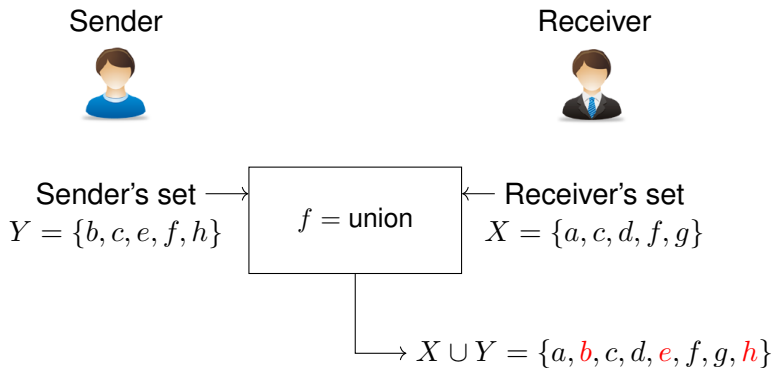 Sender Receiver
Sender's set Receiver's set
Y = {b, c, e, f, h} f = union X = {a, c, d, f, g}
X ∪ Y = {a, b, c, d, e, f, g, h}